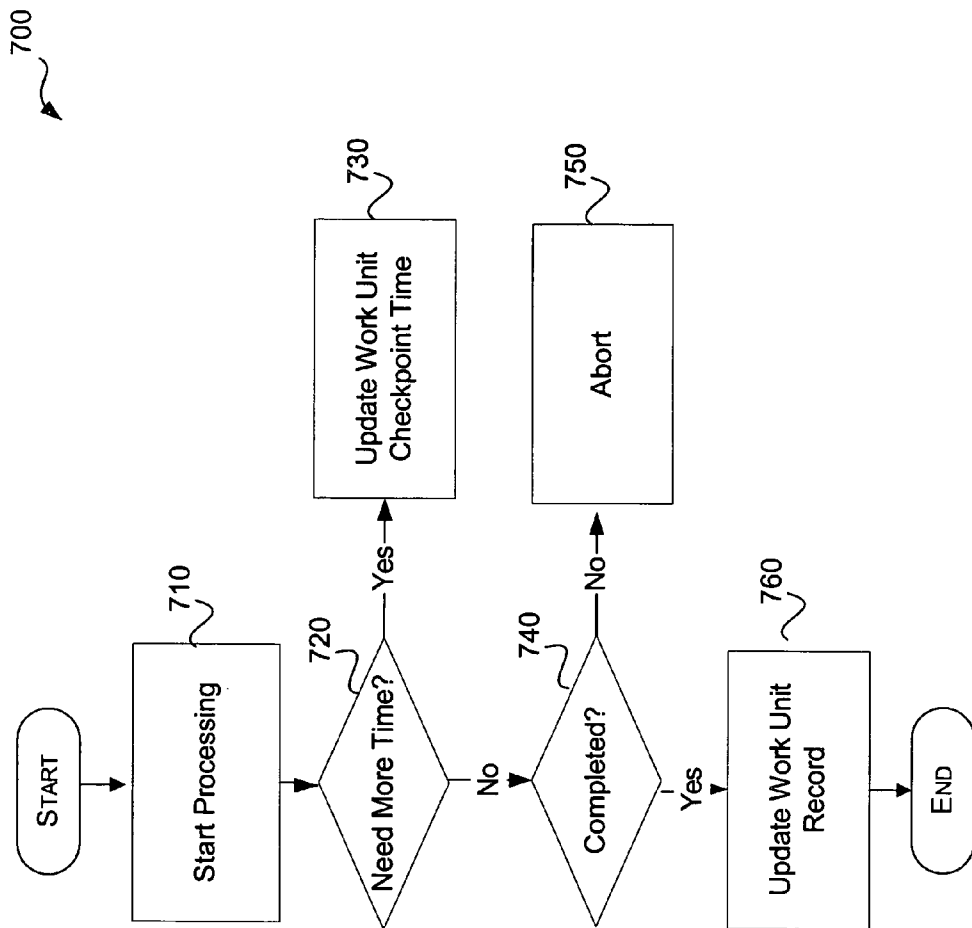 700
START
710
Start Processing
720
Need More Time?
Yes
730
Update Work Unit
Checkpoint Time
No
740
Completed?
No
750
Abort
Yes
760
Update Work Unit
Record
END